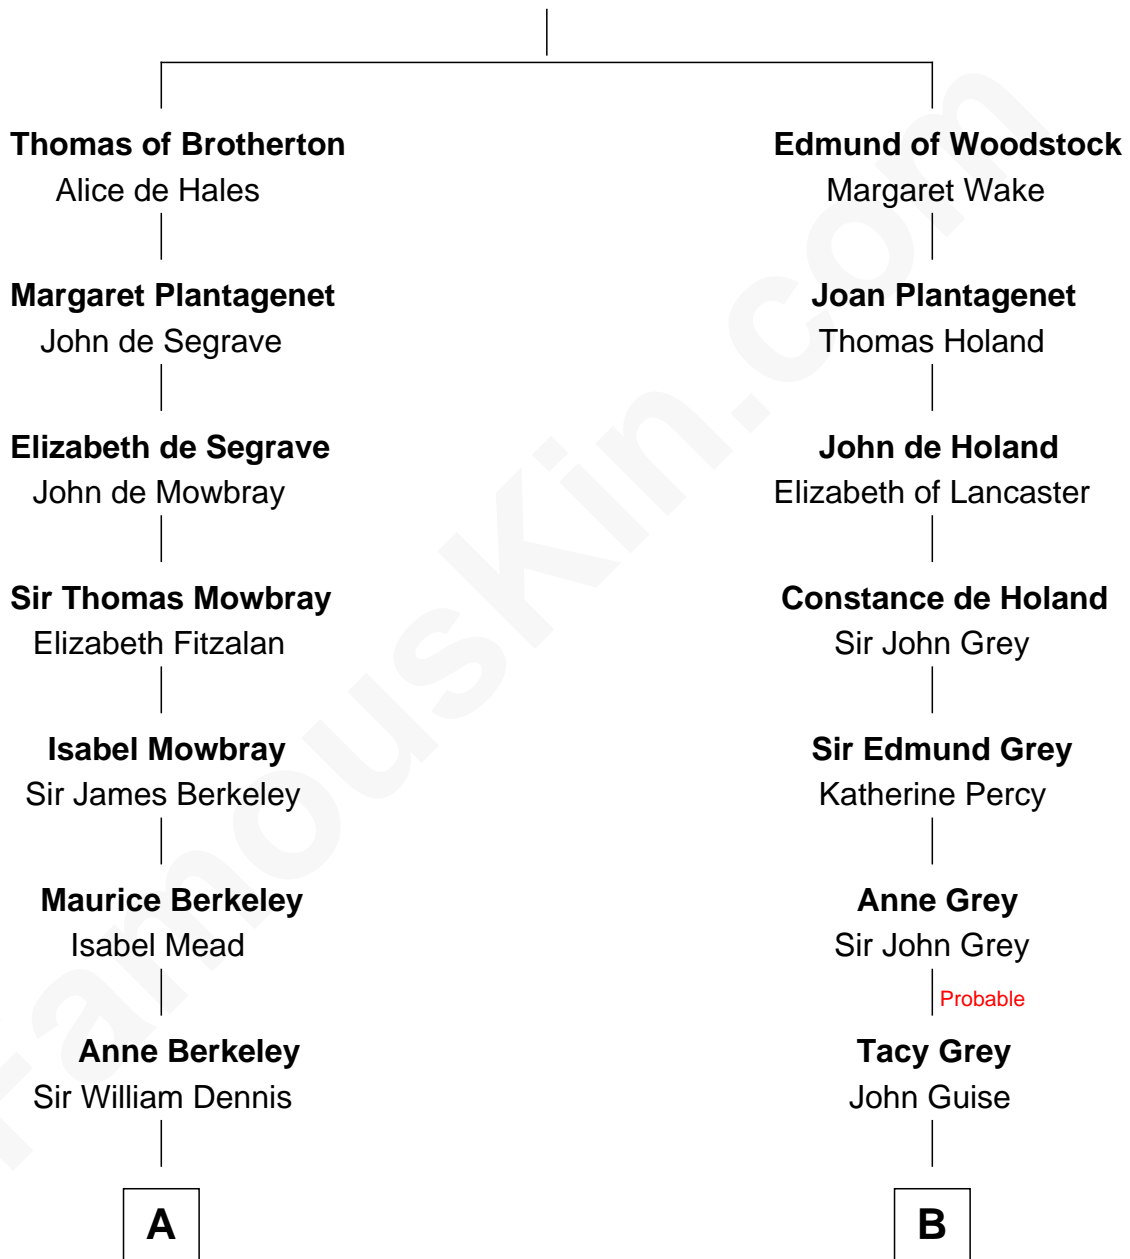 Thomas of Brotherton
Alice de Hales
Margaret Plantagenet
John de Segrave
Elizabeth de Segrave
John de Mowbray
Sir Thomas Mowbray
Elizabeth Fitzalan
Isabel Mowbray
Sir James Berkeley
Maurice Berkeley
Isabel Mead
Anne Berkeley
Sir William Dennis
A
Edmund of Woodstock
Margaret Wake
Joan Plantagenet
Thomas Holand
John de Holand
Elizabeth of Lancaster
Constance de Holand
Sir John Grey
Sir Edmund Grey
Katherine Percy
Anne Grey
Sir John Grey
Probable
Tacy Grey
John Guise
B
FamousKin.com